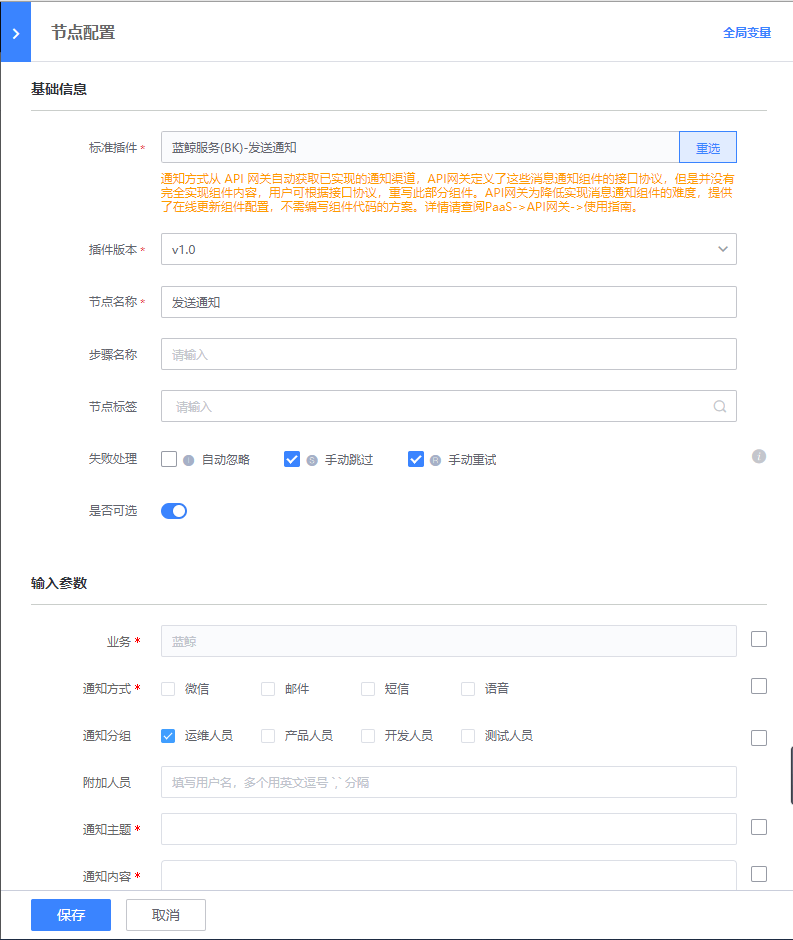 节点配置
全局变量
基础信息
标准插件 * 蓝鲸服务(BK)-发送通知 重选
通知方式从 API 网关自动获取已实现的通知渠道，API网关定义了这些消息通知组件的接口协议，但是并没有
完全实现组件内容，用户可根据接口协议，重写此部分组件。API网关为降低实现消息通知组件的难度，提供
了在线更新组件配置，不需编写组件代码的方案。详情请查阅PaaS->API网关->使用指南。
插件版本 * v1.0
节点名称 * 发送通知
步骤名称 请输入
节点标签 请输入
失败处理 I 自动忽略 S 手动跳过 R 手动重试 i
是否可选
输入参数
业务 * 蓝鲸
通知方式 * 微信 邮件 短信 语音
通知分组 运维人员 产品人员 开发人员 测试人员
附加人员 填写用户名，多个用英文逗号 `,` 分隔
通知主题 *
通知内容 *
保存 取消